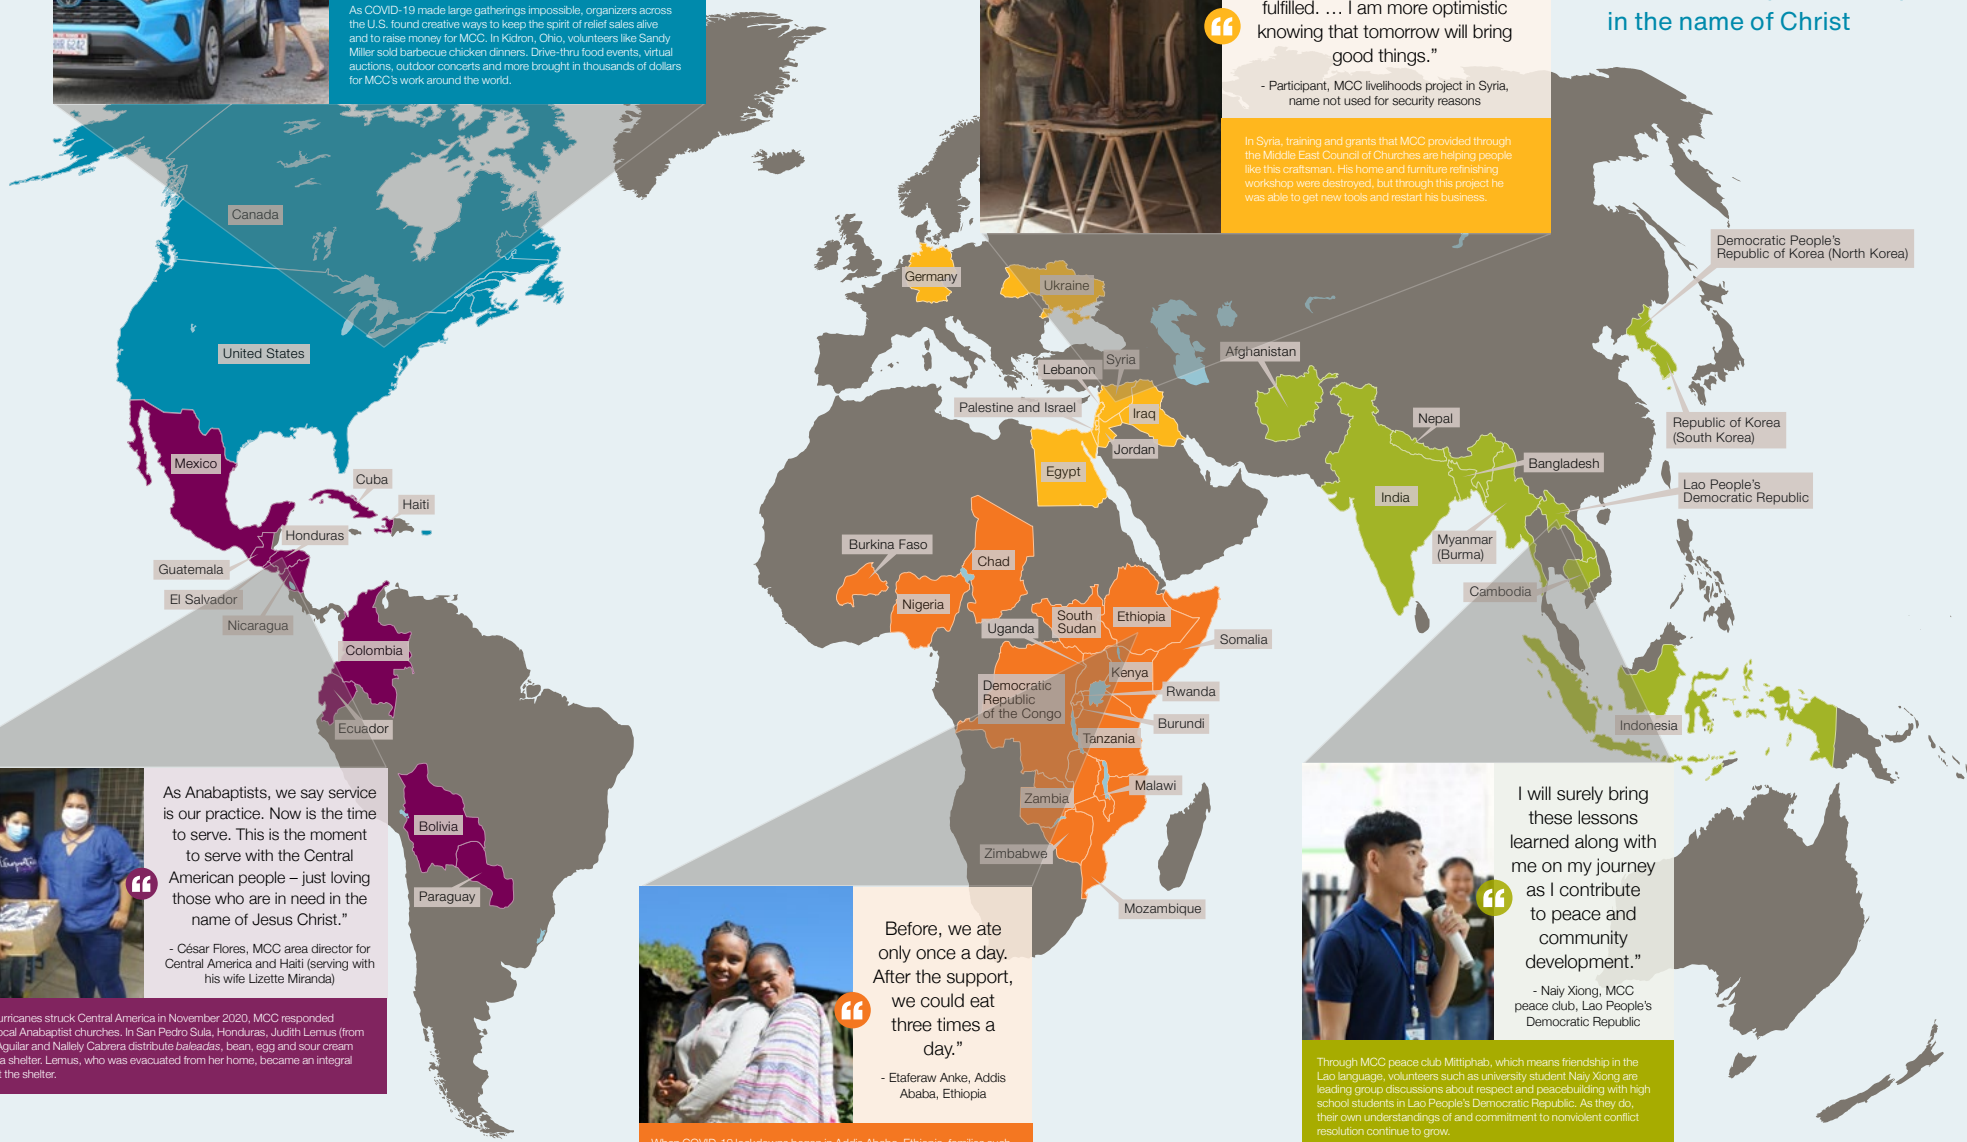 As COVID-19 made large gatherings impossible, organizers across
the U.S. found creative ways to keep the spirit of relief sales alive
and to raise money for MCC. In Kidron, Ohio, volunteers like Sandy
Miller sold barbecue chicken dinners. Drive-thru food events, virtual
auctions, outdoor concerts and more brought in thousands of dollars
for MCC's work around the world.
fulfilled. … I am more optimistic
knowing that tomorrow will bring
good things.”
- Participant, MCC livelihoods project in Syria,
name not used for security reasons
In Syria, training and grants that MCC provided through
the Middle East Council of Churches are helping people
like this craftsman. His home and furniture refinishing
workshop were destroyed, but through this project he
was able to get new tools and restart his business.
in the name of Christ
Canada
United States
Mexico
Cuba
Haiti
Honduras
Guatemala
El Salvador
Nicaragua
Colombia
Ecuador
Bolivia
Paraguay
Germany
Ukraine
Syria
Lebanon
Palestine and Israel
Iraq
Jordan
Egypt
Burkina Faso
Chad
Nigeria
South
Sudan
Ethiopia
Uganda
Somalia
Kenya
Democratic
Republic
of the Congo
Rwanda
Burundi
Tanzania
Malawi
Zambia
Zimbabwe
Mozambique
Afghanistan
Nepal
Bangladesh
India
Myanmar
(Burma)
Cambodia
Indonesia
Democratic People's
Republic of Korea (North Korea)
Republic of Korea
(South Korea)
Lao People's
Democratic Republic
As Anabaptists, we say service
is our practice. Now is the time
to serve. This is the moment
to serve with the Central
American people – just loving
those who are in need in the
name of Jesus Christ.”
- César Flores, MCC area director for
Central America and Haiti (serving with
his wife Lizette Miranda)
urricanes struck Central America in November 2020, MCC responded
ocal Anabaptist churches. In San Pedro Sula, Honduras, Judith Lemus (from
Aguilar and Nallely Cabrera distribute baleadas, bean, egg and sour cream
a shelter. Lemus, who was evacuated from her home, became an integral
t the shelter.
Before, we ate
only once a day.
After the support,
we could eat
three times a
day.”
- Etaferaw Anke, Addis
Ababa, Ethiopia
When COVID-19 lockdowns began in Addis Ababa, Ethiopia, families such
I will surely bring
these lessons
learned along with
me on my journey
as I contribute
to peace and
community
development.”
- Naiy Xiong, MCC
peace club, Lao People's
Democratic Republic
Through MCC peace club Mittiphab, which means friendship in the
Lao language, volunteers such as university student Naiy Xiong are
leading group discussions about respect and peacebuilding with high
school students in Lao People's Democratic Republic. As they do,
their own understandings of and commitment to nonviolent conflict
resolution continue to grow.